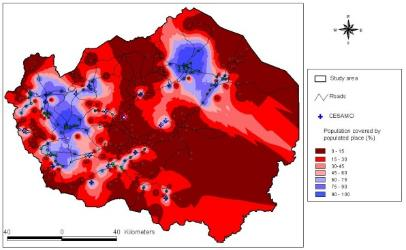 Study area
Roads
CESAMO
Population covered by
populated place (%)
0 - 15
15 - 30
30-45
45 - 60
60 - 75
75 - 90
90 - 100
40 0 40 Kilometers